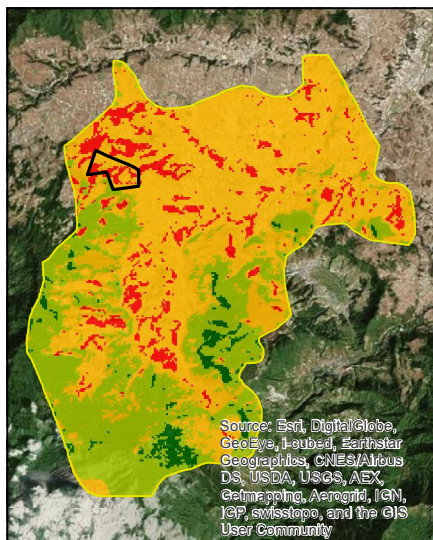 Source: Esri, DigitalGlobe,
GeoEye, i-cubed, Earthstar
Geographics, CNES/Airbus
DS, USDA, USGS, AEX,
Getmapping, Aerogrid, IGN,
IGP, swisstopo, and the GIS
User Community